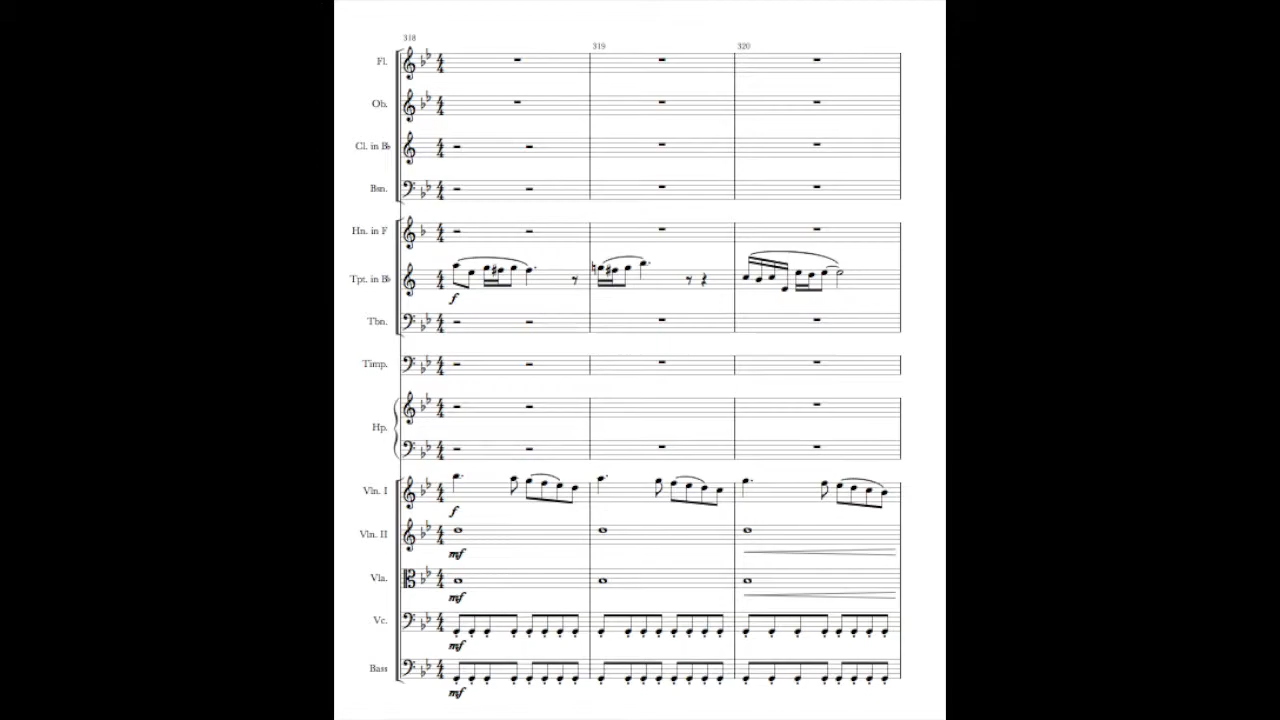 318
319
320
Fl.
Ob.
Cl. in B♭
Bsn.
Hn. in F
Tpt. in B♭
f
Tbn.
Timp.
Hp.
Vln. I
f
Vln. II
mf
Vla.
mf
Vc.
mf
Bass
mf